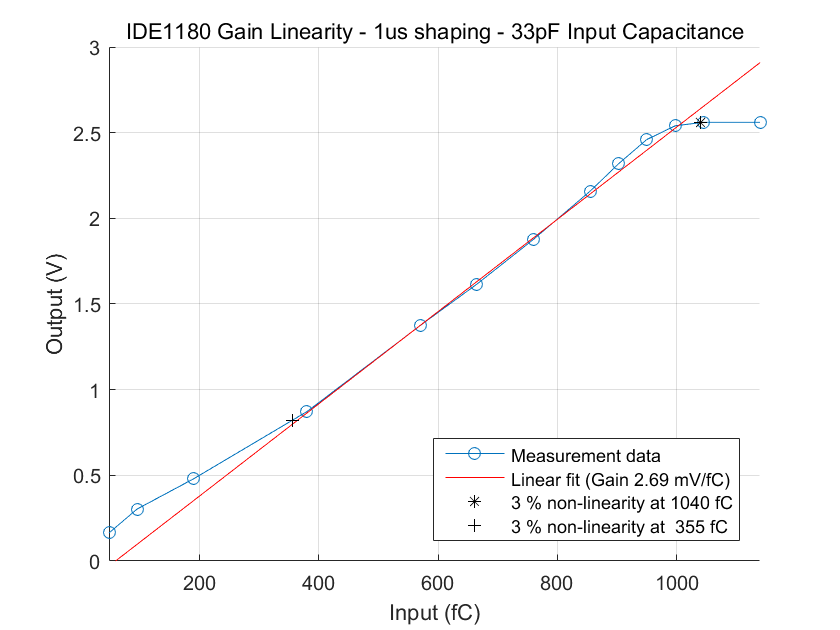 IDE1180 Gain Linearity - 1us shaping - 33pF Input Capacitance
3
2.5
2
1.5
1
0.5
0
Output (V)
Measurement data
Linear fit (Gain 2.69 mV/fC)
3 % non-linearity at 1040 fC
3 % non-linearity at  355 fC
200 400 600 800 1000
Input (fC)